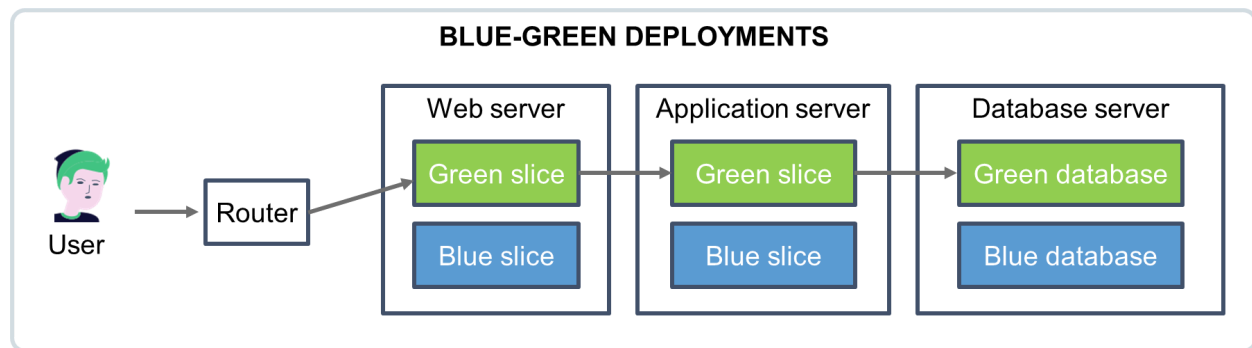 BLUE-GREEN DEPLOYMENTS
Web server
Application server
Database server
Green slice
Green slice
Green database
Router
User
Blue slice
Blue slice
Blue database